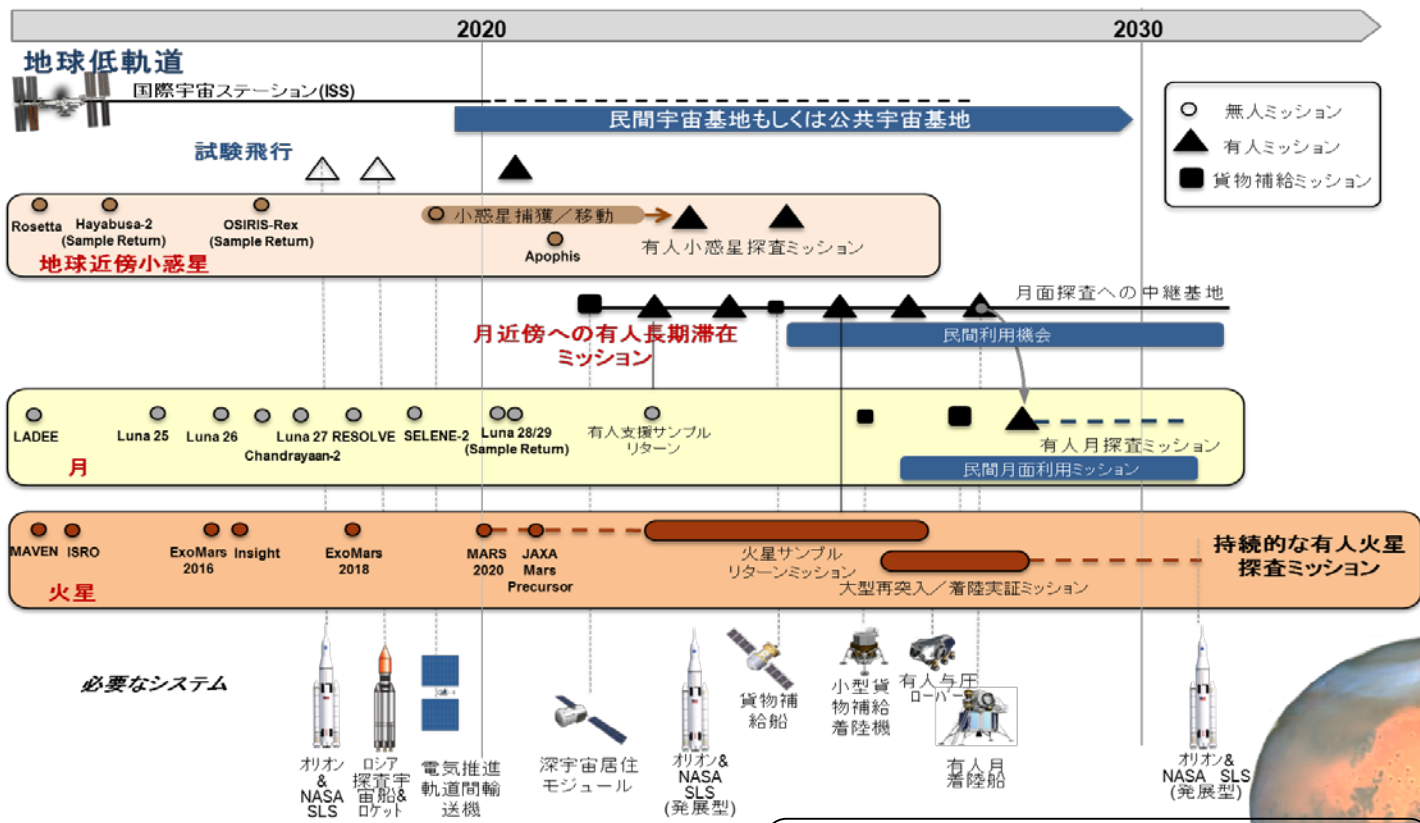 2020
2030
地球低軌道
国際宇宙ステーション(ISS)
民間宇宙基地もしくは公共宇宙基地
無人ミッション
有人ミッション
貨物補給ミッション
試験飛行
小惑星捕獲／移動
Rosetta
Hayabusa-2
(Sample Return)
OSIRIS-Rex
(Sample Return)
Apophis
有人小惑星探査ミッション
地球近傍小惑星
月面探査への中継基地
月近傍への有人長期滞在
ミッション
民間利用機会
LADEE
Luna 25
Luna 26
Chandrayaan-2
Luna 27
RESOLVE
SELENE-2
Luna 28/29
(Sample Return)
有人支援サンプル
リターン
有人月探査ミッション
民間月面利用ミッション
月
MAVEN
ISRO
ExoMars
2016
Insight
ExoMars
2018
MARS
2020
JAXA
Mars
Precursor
火星サンプル
リターンミッション
大型再突入／着陸実証ミッション
持続的な有人火星
探査ミッション
火星
必要なシステム
オリオン
&
NASA
SLS
ロシア
探査宇
宙船&
ロケット
電気推進
軌道間輸
送機
深宇宙居住
モジュール
オリオン&
NASA
SLS
(発展型)
貨物補
給船
小型貨
物補給
着陸機
有人与圧
ローバー
有人月
着陸船
オリオン&
NASA SLS
(発展型)